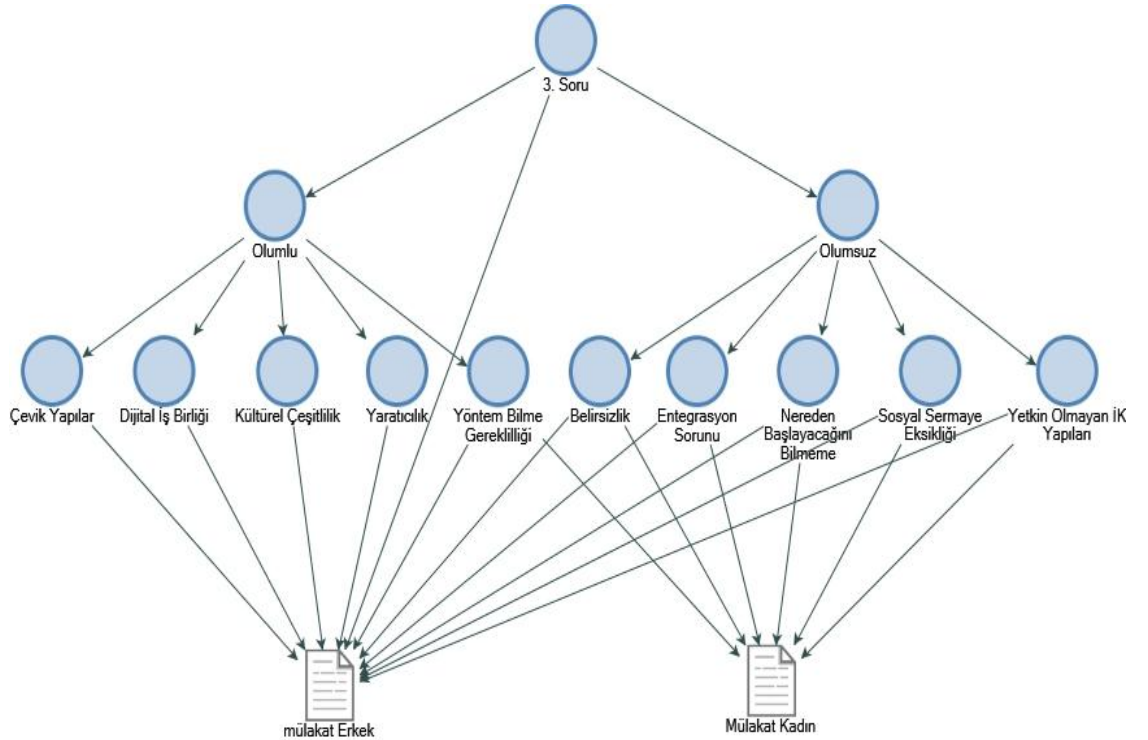 3. Soru
Olumlu
Olumsuz
Çevik Yapılar
Dijital İş Birliği
Kültürel Çeşitlilik
Yaratıcılık
Yöntem Bilme
Gereklilliği
Belirsizlik
Entegrasyon
Sorunu
Nereden
Başlayacağını
Bilmeme
Sosyal Sermaye
Eksikliği
Yetkin Olmayan İK
Yapıları
mülakat Erkek
Mülakat Kadın